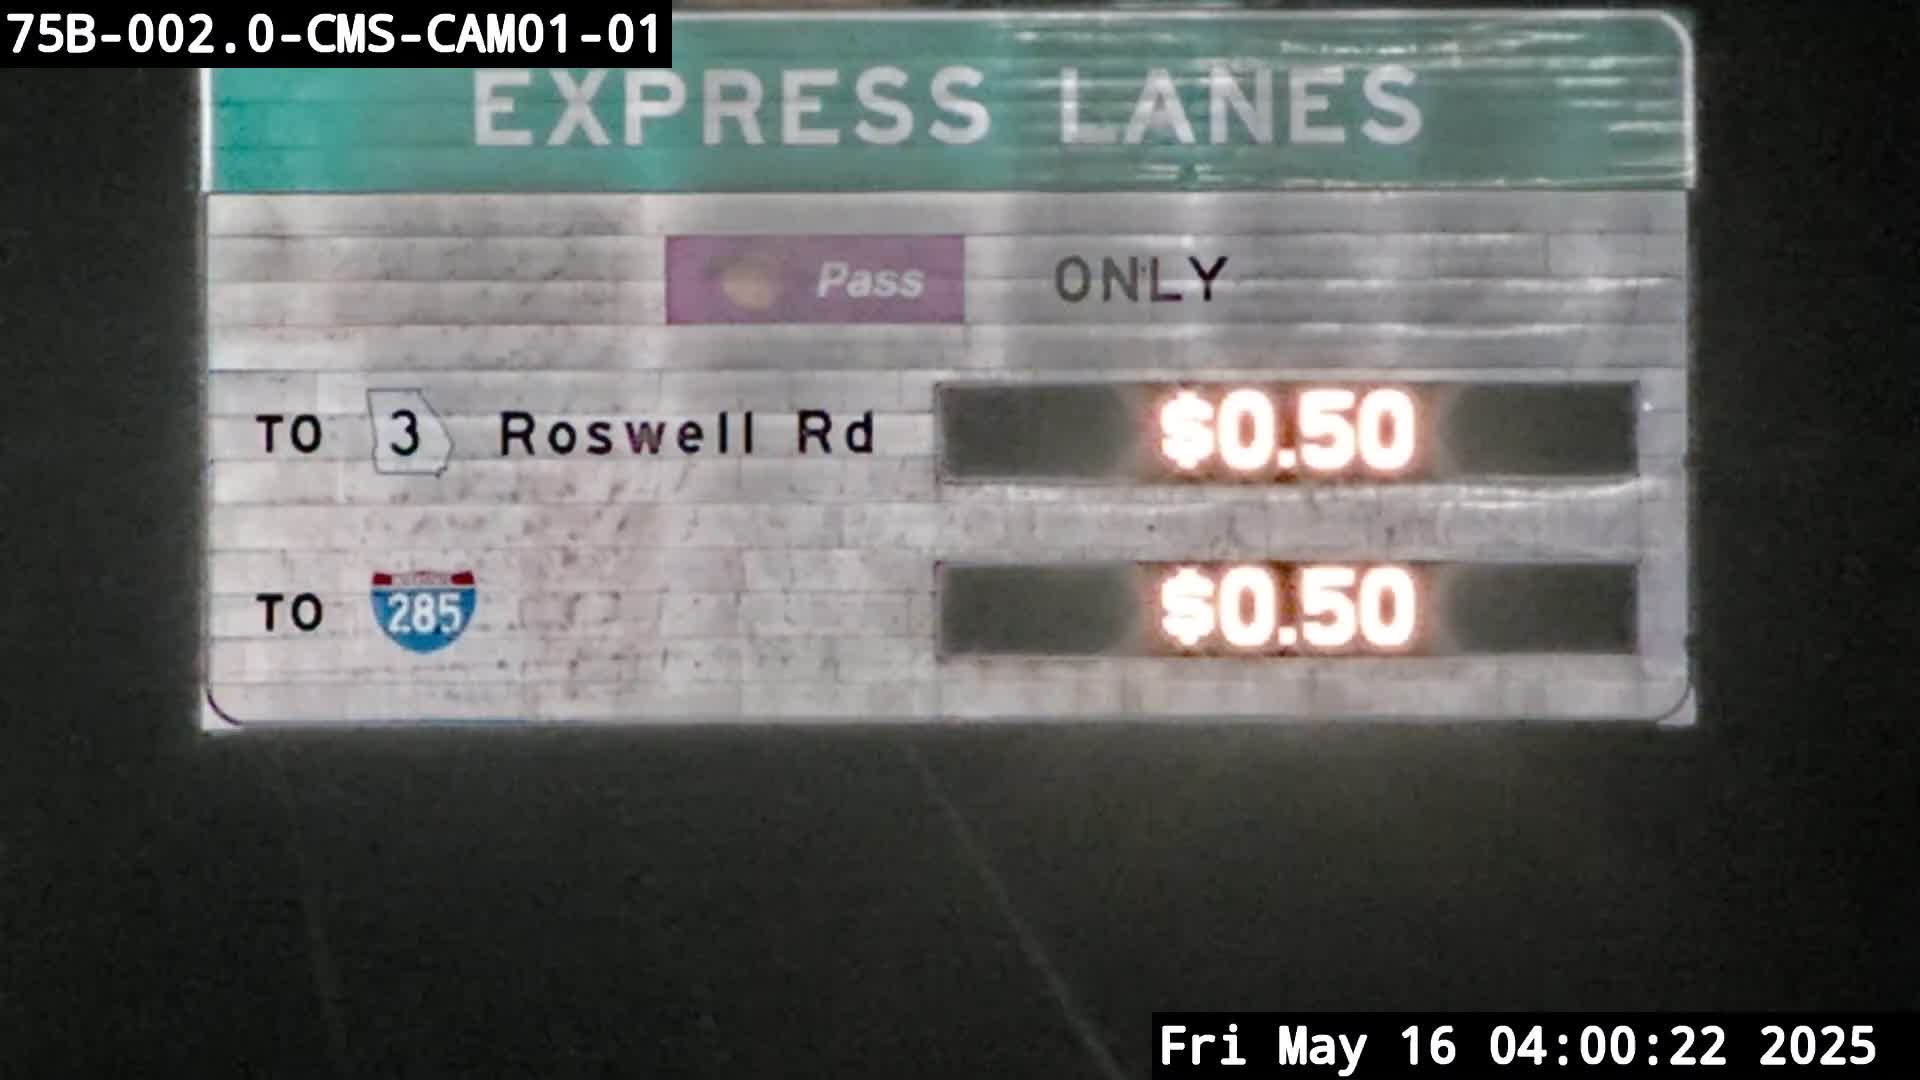 75B-002.0-CMS-CAM01-01
EXPRESS LANES
Pass ONLY
TO 3 Roswell Rd $0.50
TO 285 $0.50
Fri May 16 04:00:22 2025